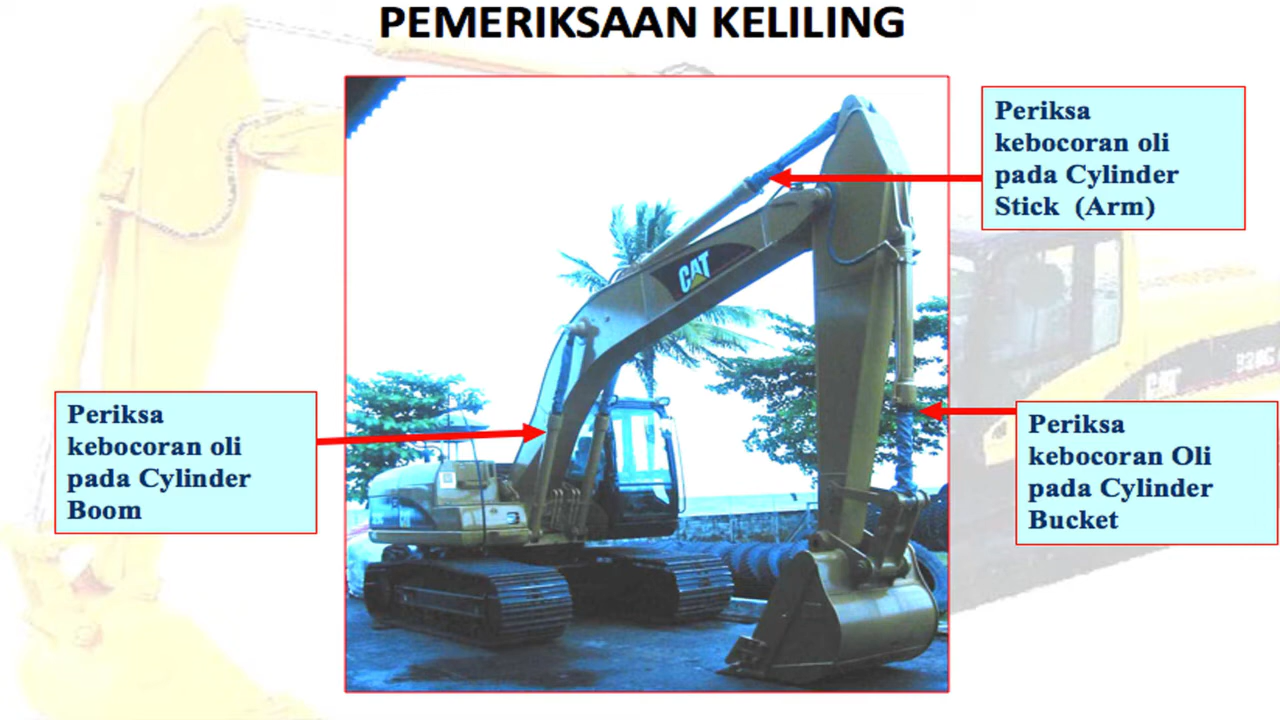 PEMERIKSAAN KELILING
Periksa
kebocoran oli
pada Cylinder
Stick (Arm)
CAT
Periksa
kebocoran oli
pada Cylinder
Boom
Periksa
kebocoran Oli
pada Cylinder
Bucket
CAT